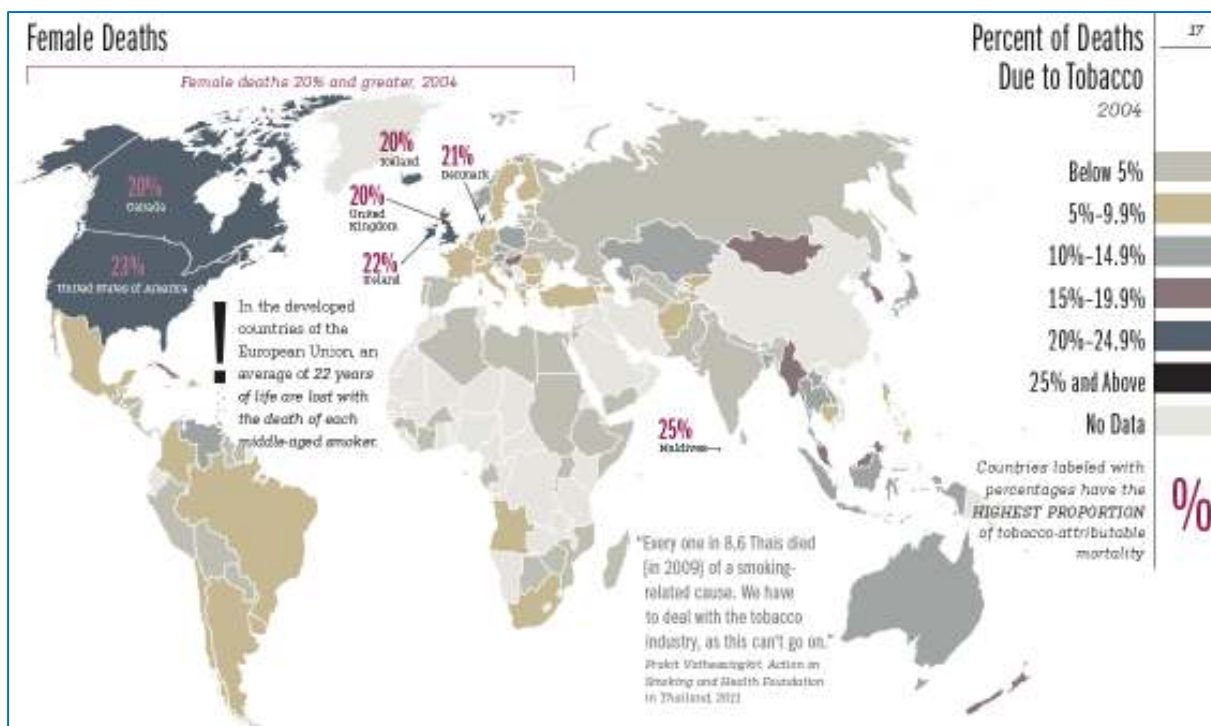 Female Deaths
Female deaths 20% and greater, 2004
Percent of Deaths
Due to Tobacco
2004
17
Below 5%
5%–9.9%
10%–14.9%
15%–19.9%
20%–24.9%
25% and Above
No Data
Countries labeled with
percentages have the
HIGHEST PROPORTION
of tobacco-attributable
mortality
%
20%
Canada
23%
United States of America
20%
Iceland
21%
Denmark
20%
United
Kingdom
22%
Ireland
25%
Maldives
!
In the developed
countries of the
European Union, an
average of 22 years
of life are lost with
the death of each
middle-aged smoker.
"Every one in 8.6 Thais died
(in 2009) of a smoking-
related cause. We have
to deal with the tobacco
industry, as this can't go on."
Prakit Action on
Smoking and Health Foundation
in Thailand, 2011